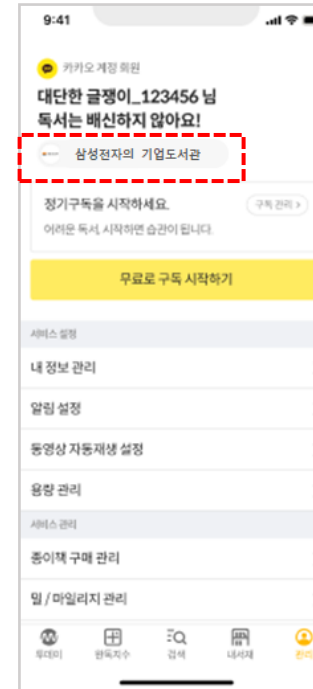 9:41
카카오 계정 회원
대단한 글쟁이_123456 님
독서는 배신하지 않아요!
삼성전자의 기업도서관
정기구독을 시작하세요.
구독 관리 >
어려운 독서, 시작하면 습관이 됩니다.
무료로 구독 시작하기
서비스 설정
내 정보 관리
알림 설정
동영상 자동재생 설정
용량 관리
서비스 관리
종이책 구매 관리
밀 / 마일리지 관리
투데이 완독지수 검색 내서재 관리